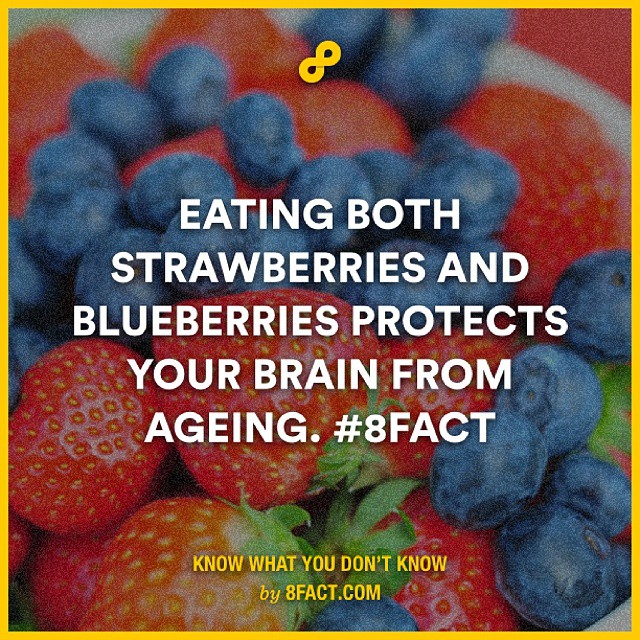 EATING BOTH
STRAWBERRIES AND
BLUEBERRIES PROTECTS
YOUR BRAIN FROM
AGEING. #8FACT
KNOW WHAT YOU DON'T KNOW
by 8FACT.COM